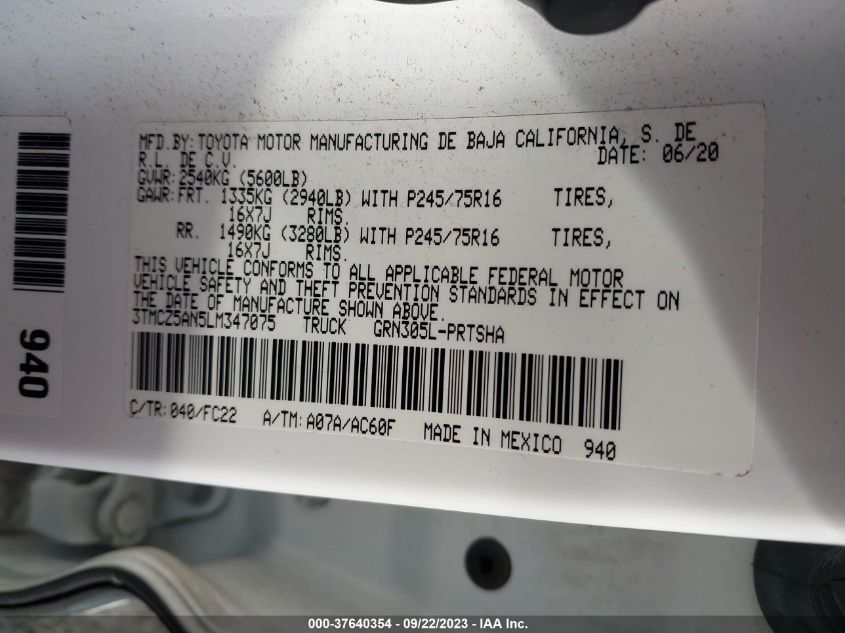 MFD.BY:TOYOTA MOTOR MANUFACTURING DE BAJA CALIFORNIA, S. DE
R.L. DE C.V. DATE: 06/20
GVWR:2540KG (5600LB)
GAWR:FRT. 1335KG (2940LB) WITH P245/75R16 TIRES,
16X7J RIMS.
RR. 1490KG (3280LB) WITH P245/75R16 TIRES,
16X7J RIMS.
THIS VEHICLE CONFORMS TO ALL APPLICABLE FEDERAL MOTOR
VEHICLE SAFETY AND THEFT PREVENTION STANDARDS IN EFFECT ON
THE DATE OF MANUFACTURE SHOWN ABOVE.
3TMCZ5AN5LM347075 TRUCK GRN305L-PRTSHA
C/TR:040/FC22 A/TM:A07A/AC60F MADE IN MEXICO 940
940
000-37640354 - 09/22/2023 - IAA Inc.